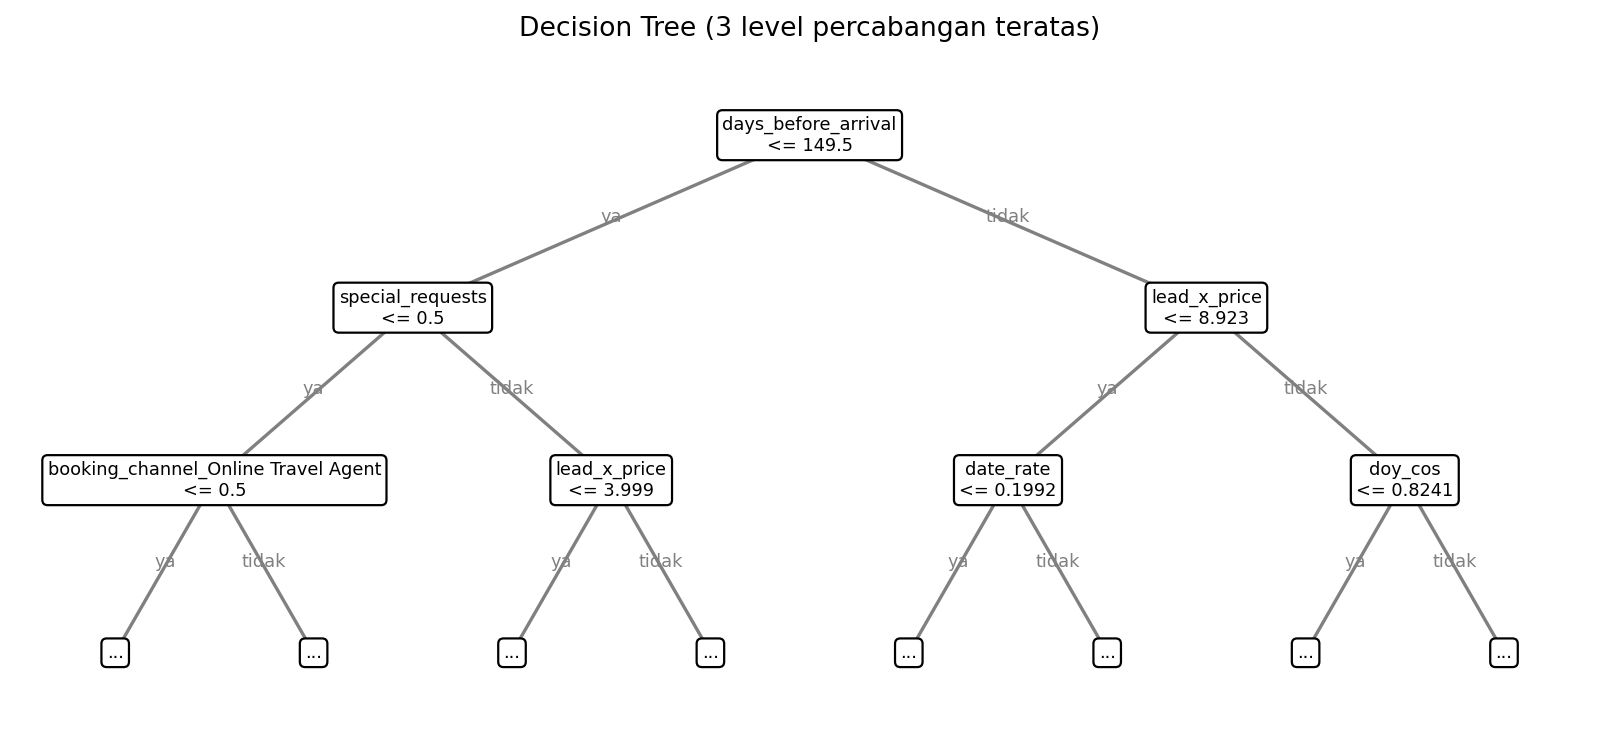 Decision Tree (3 level percabangan teratas)
days_before_arrival
<= 149.5
ya
tidak
special_requests
<= 0.5
lead_x_price
<= 8.923
ya
tidak
ya
tidak
booking_channel_Online Travel Agent
<= 0.5
lead_x_price
<= 3.999
date_rate
<= 0.1992
doy_cos
<= 0.8241
ya
tidak
ya
tidak
ya
tidak
ya
tidak
...
...
...
...
...
...
...
...